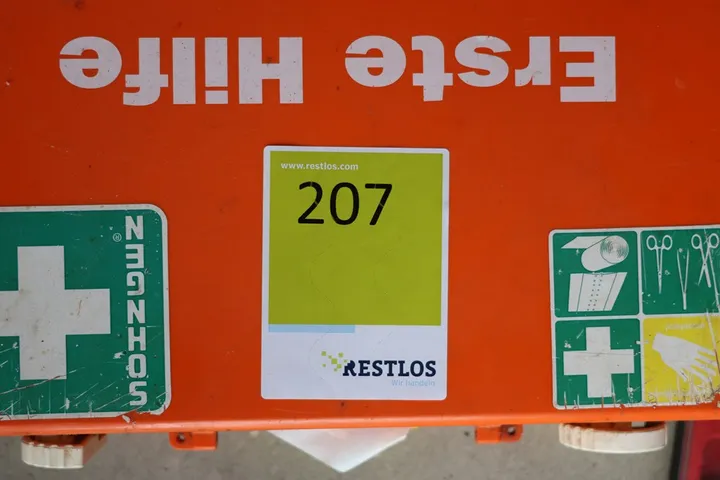 Erste Hilfe
www.restlos.com
207
SÖHNGEN®
RESTLOS
Wir handeln